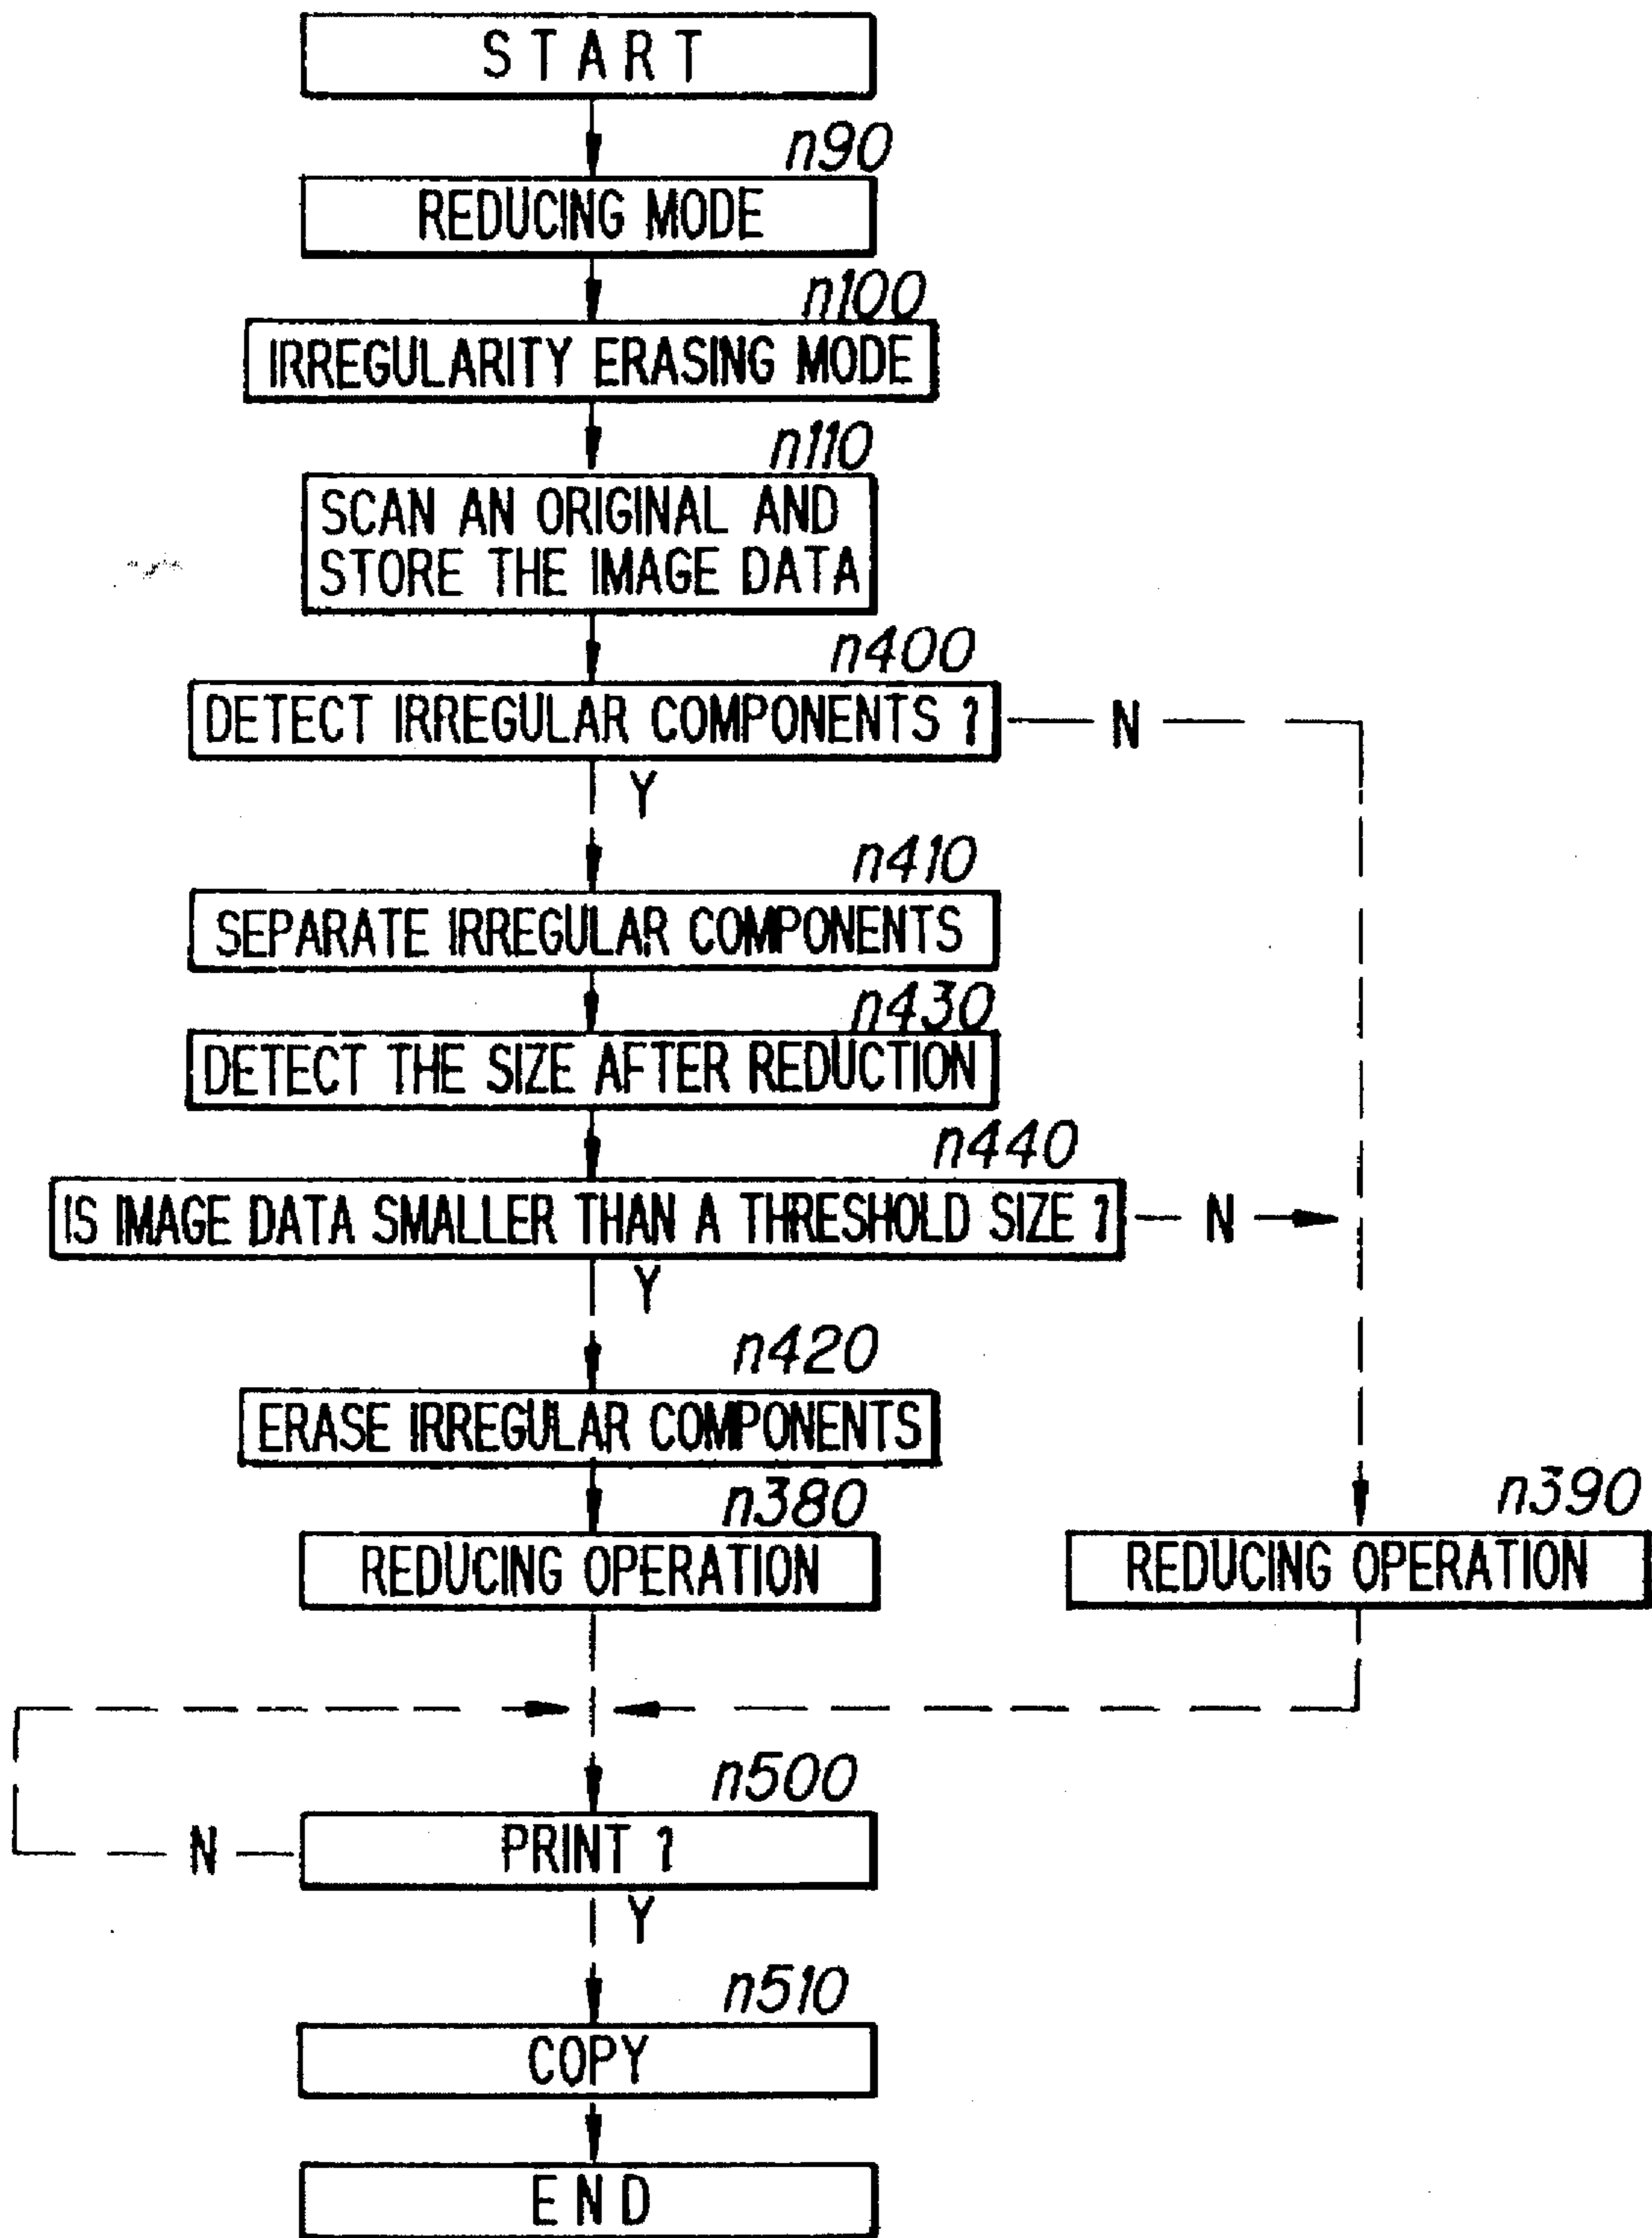 START
n90
REDUCING MODE
n100
IRREGULARITY ERASING MODE
n110
SCAN AN ORIGINAL AND
STORE THE IMAGE DATA
n400
DETECT IRREGULAR COMPONENTS ?
N
Y
n410
SEPARATE IRREGULAR COMPONENTS
n430
DETECT THE SIZE AFTER REDUCTION
n440
IS IMAGE DATA SMALLER THAN A THRESHOLD SIZE ?
N
Y
n420
ERASE IRREGULAR COMPONENTS
n380
REDUCING OPERATION
n390
REDUCING OPERATION
n500
N
PRINT ?
Y
n510
COPY
END